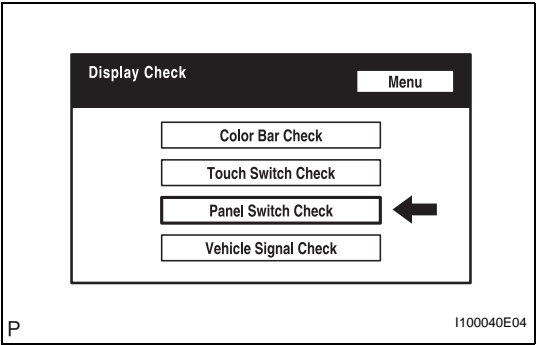 Display Check
Menu
Color Bar Check
Touch Switch Check
Panel Switch Check
Vehicle Signal Check
P
I100040E04